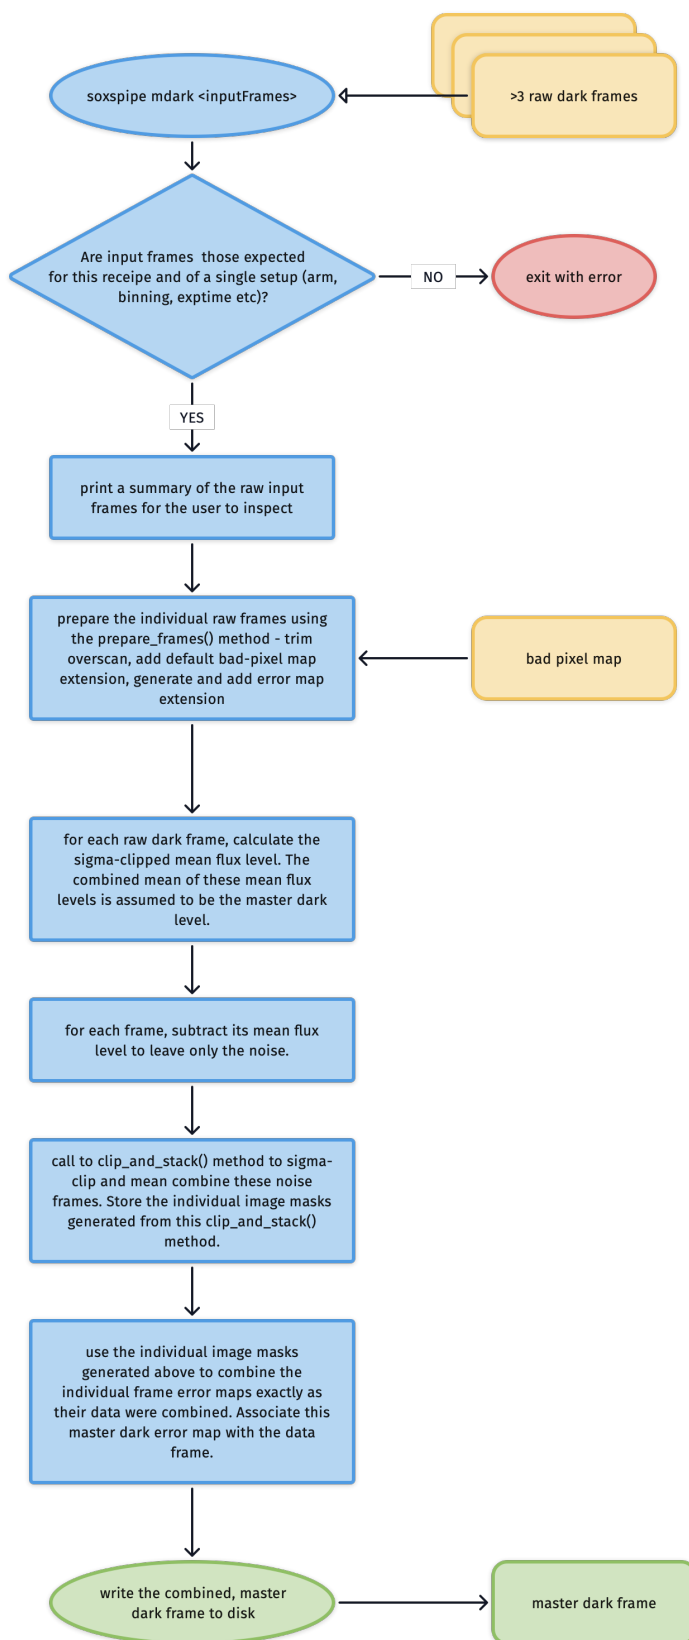 soxspipe mdark <inputFrames>
>3 raw dark frames
Are input frames  those expected
for this receipe and of a single setup (arm,
binning, exptime etc)?
NO
exit with error
YES
print a summary of the raw input
frames for the user to inspect
prepare the individual raw frames using
the prepare_frames() method - trim
overscan, add default bad-pixel map
extension, generate and add error map
extension
bad pixel map
for each raw dark frame, calculate the
sigma-clipped mean flux level. The
combined mean of these mean flux
levels is assumed to be the master dark
level.
for each frame, subtract its mean flux
level to leave only the noise.
call to clip_and_stack() method to sigma-
clip and mean combine these noise
frames. Store the individual image masks
generated from this clip_and_stack()
method.
use the individual image masks
generated above to combine the
individual frame error maps exactly as
their data were combined. Associate this
master dark error map with the data
frame.
write the combined, master
dark frame to disk
master dark frame